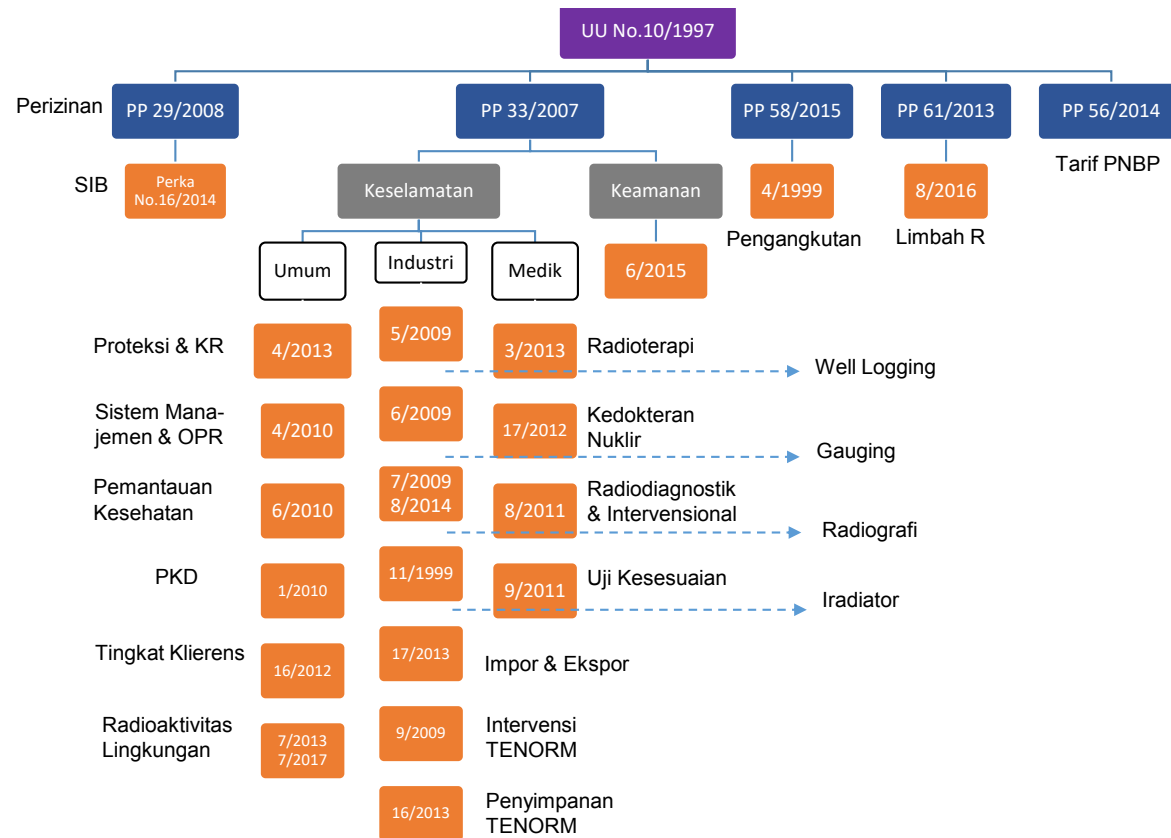 UU No.10/1997
Perizinan
PP 29/2008
PP 33/2007
PP 58/2015
PP 61/2013
PP 56/2014
Tarif PNBP
SIB
Perka
No.16/2014
Keselamatan
Keamanan
4/1999
8/2016
Pengangkutan
Limbah R
Umum
Industri
Medik
6/2015
Proteksi & KR
4/2013
5/2009
3/2013
Radioterapi
Well Logging
Sistem Mana-
jemen & OPR
4/2010
6/2009
17/2012
Kedokteran
Nuklir
Gauging
Pemantauan
Kesehatan
6/2010
7/2009
8/2014
8/2011
Radiodiagnostik
& Intervensional
Radiografi
PKD
1/2010
11/1999
9/2011
Uji Kesesuaian
Iradiator
Tingkat Klierens
16/2012
17/2013
Impor & Ekspor
Radioaktivitas
Lingkungan
7/2013
7/2017
9/2009
Intervensi
TENORM
16/2013
Penyimpanan
TENORM